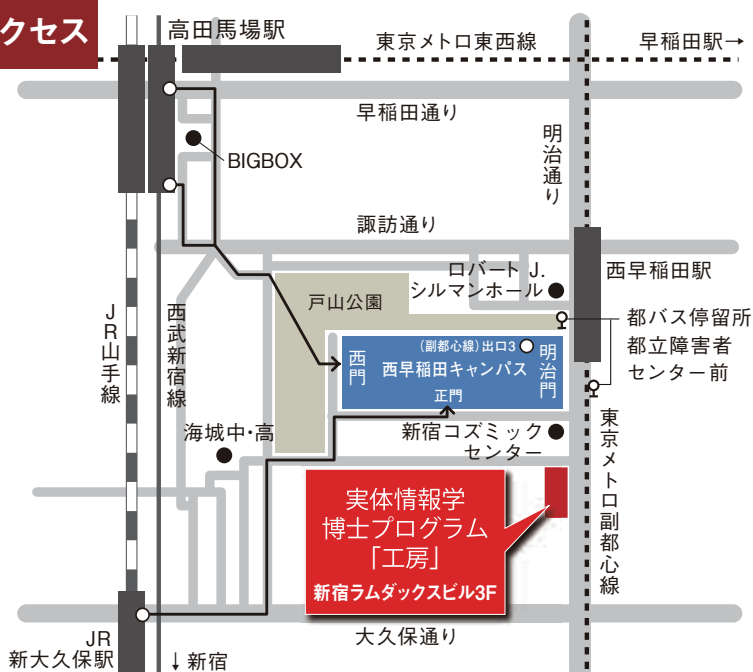 クセス
高田馬場駅
東京メトロ東西線
早稲田駅→
早稲田通り
BIGBOX
明治通り
諏訪通り
ロバート J.
シルマンホール
西早稲田駅
戸山公園
都バス停留所
都立障害者
センター前
(副都心線)出口3
西門
西早稲田キャンパス
明治門
正門
JR山手線
西武新宿線
海城中・高
新宿コズミック
センター
東京メトロ副都心線
実体情報学
博士プログラム
「工房」
新宿ラムダックスビル3F
大久保通り
JR
新大久保駅
↓新宿